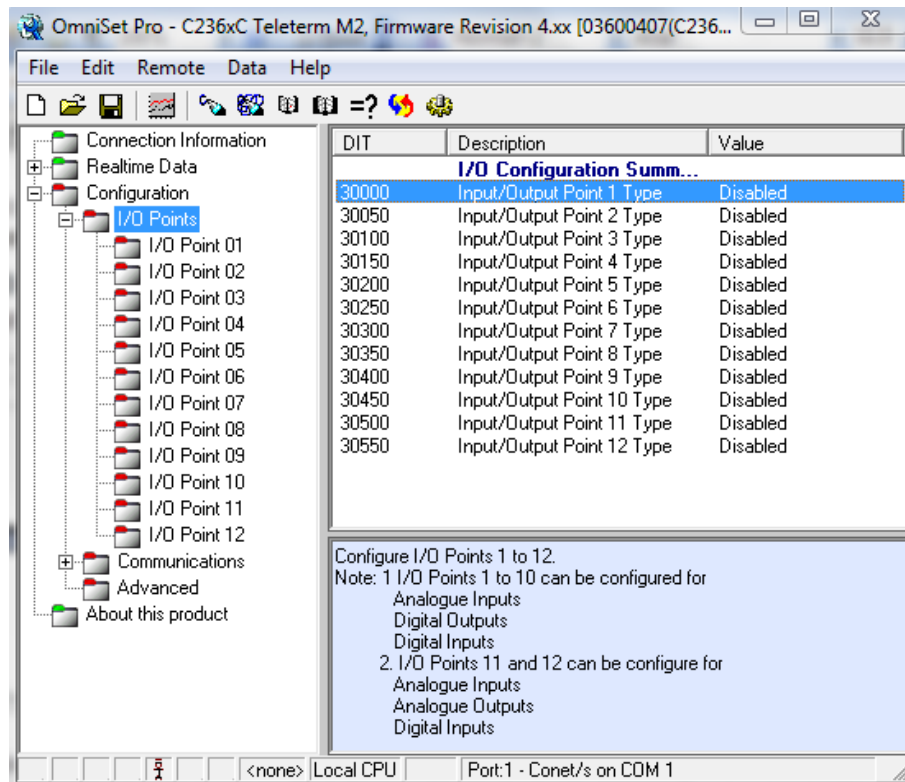 OmniSet Pro - C236xC Teleterm M2, Firmware Revision 4.xx [03600407(C236...
File Edit Remote Data Help
=?
Connection Information
Realtime Data
Configuration
I/O Points
I/O Point 01
I/O Point 02
I/O Point 03
I/O Point 04
I/O Point 05
I/O Point 06
I/O Point 07
I/O Point 08
I/O Point 09
I/O Point 10
I/O Point 11
I/O Point 12
Communications
Advanced
About this product
DIT Description Value
I/O Configuration Summ...
30000 Input/Output Point 1 Type Disabled
30050 Input/Output Point 2 Type Disabled
30100 Input/Output Point 3 Type Disabled
30150 Input/Output Point 4 Type Disabled
30200 Input/Output Point 5 Type Disabled
30250 Input/Output Point 6 Type Disabled
30300 Input/Output Point 7 Type Disabled
30350 Input/Output Point 8 Type Disabled
30400 Input/Output Point 9 Type Disabled
30450 Input/Output Point 10 Type Disabled
30500 Input/Output Point 11 Type Disabled
30550 Input/Output Point 12 Type Disabled
Configure I/O Points 1 to 12.
Note: 1 I/O Points 1 to 10 can be configured for
Analogue Inputs
Digital Outputs
Digital Inputs
2. I/O Points 11 and 12 can be configure for
Analogue Inputs
Analogue Outputs
Digital Inputs
<none> Local CPU Port:1 - Conet/s on COM 1